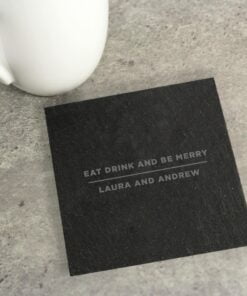 EAT DRINK AND BE MERRY
LAURA AND ANDREW